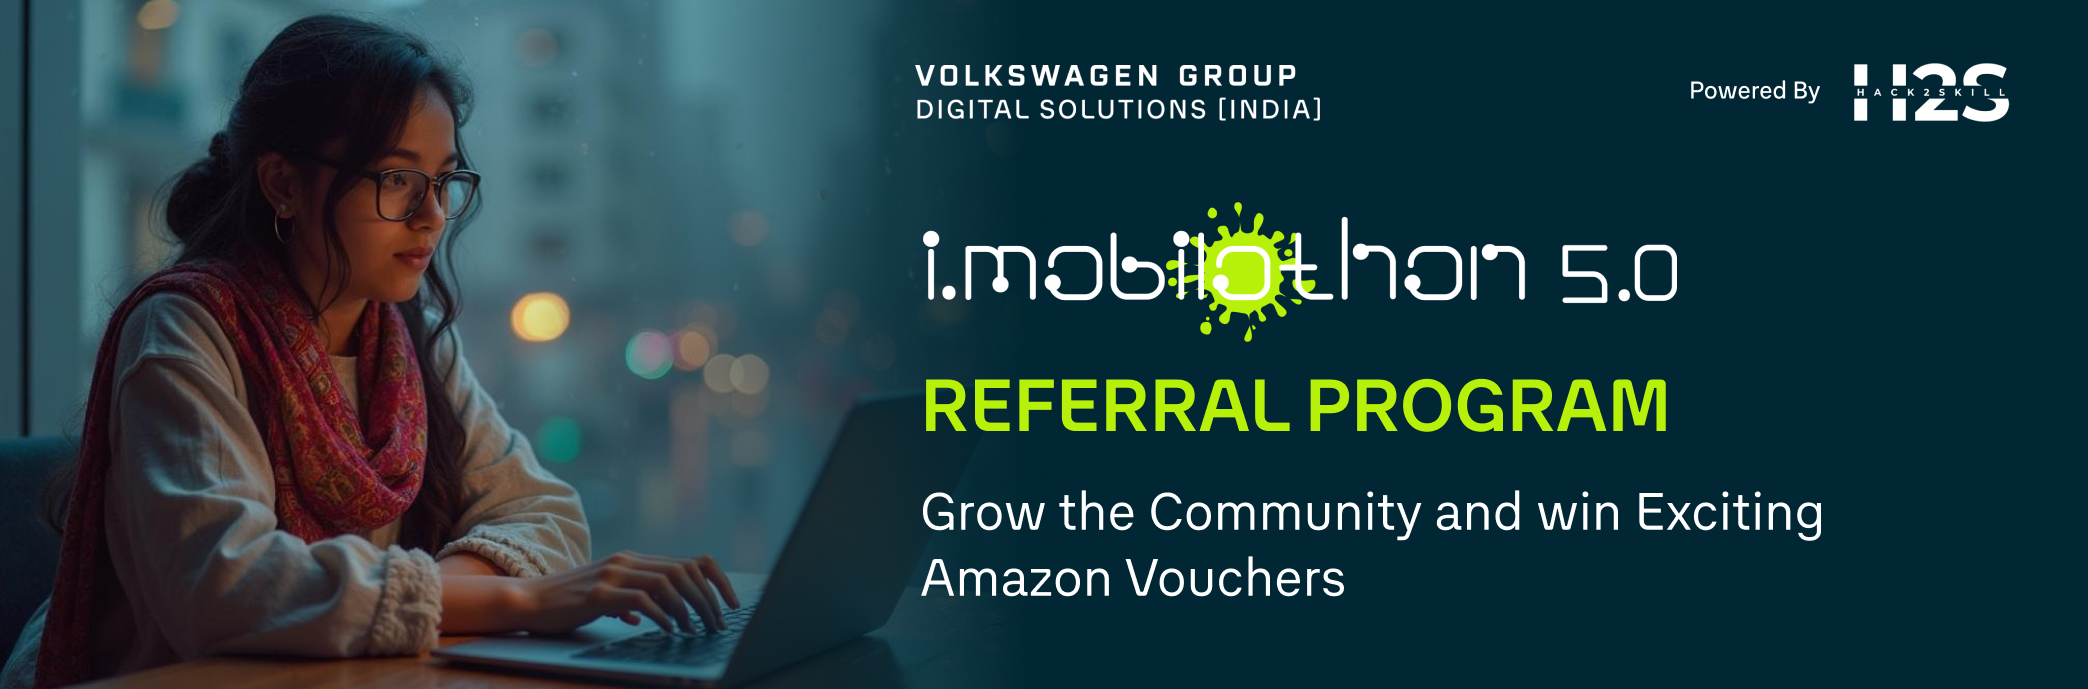 VOLKSWAGEN GROUP
DIGITAL SOLUTIONS [INDIA]
Powered By
H2S
HACK2SKILL
i.mobilothon 5.0
REFERRAL PROGRAM
Grow the Community and win Exciting
Amazon Vouchers